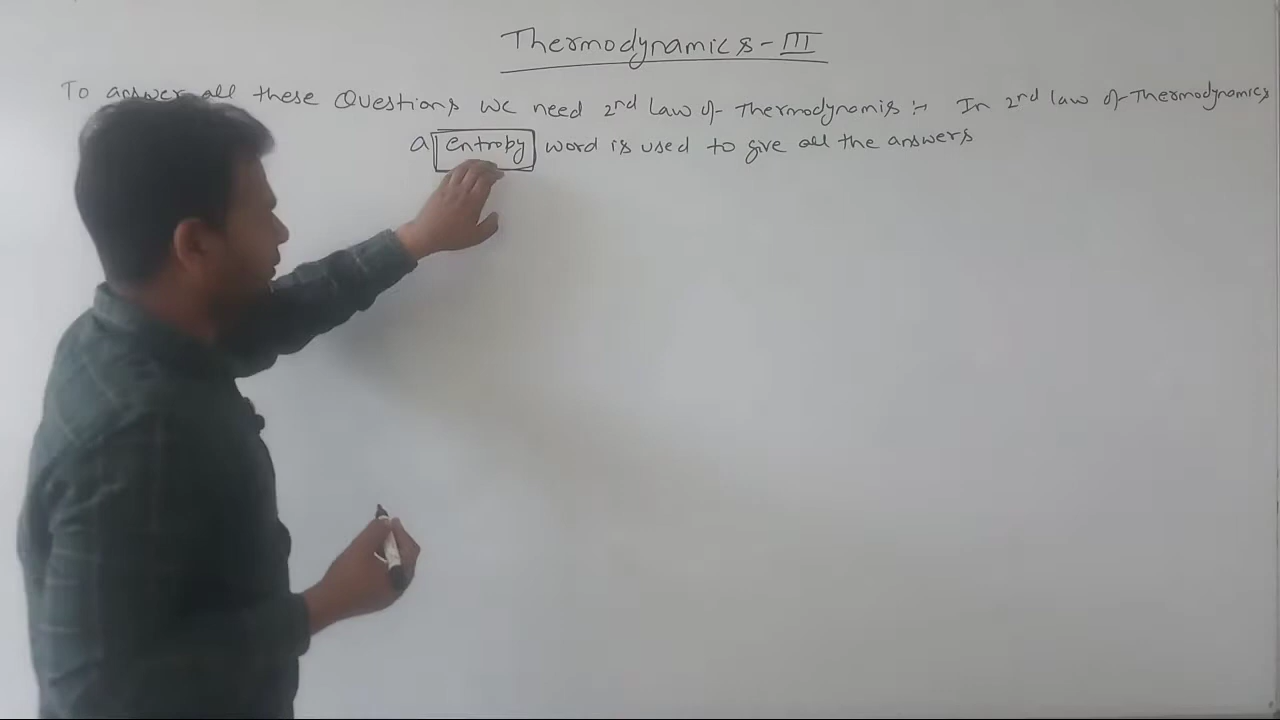 Thermodynamics - III
To answer all these Questions we need 2nd Law of Thermodynamis :- In 2nd law of Thermodynamics
a entropy word is used to give all the answers